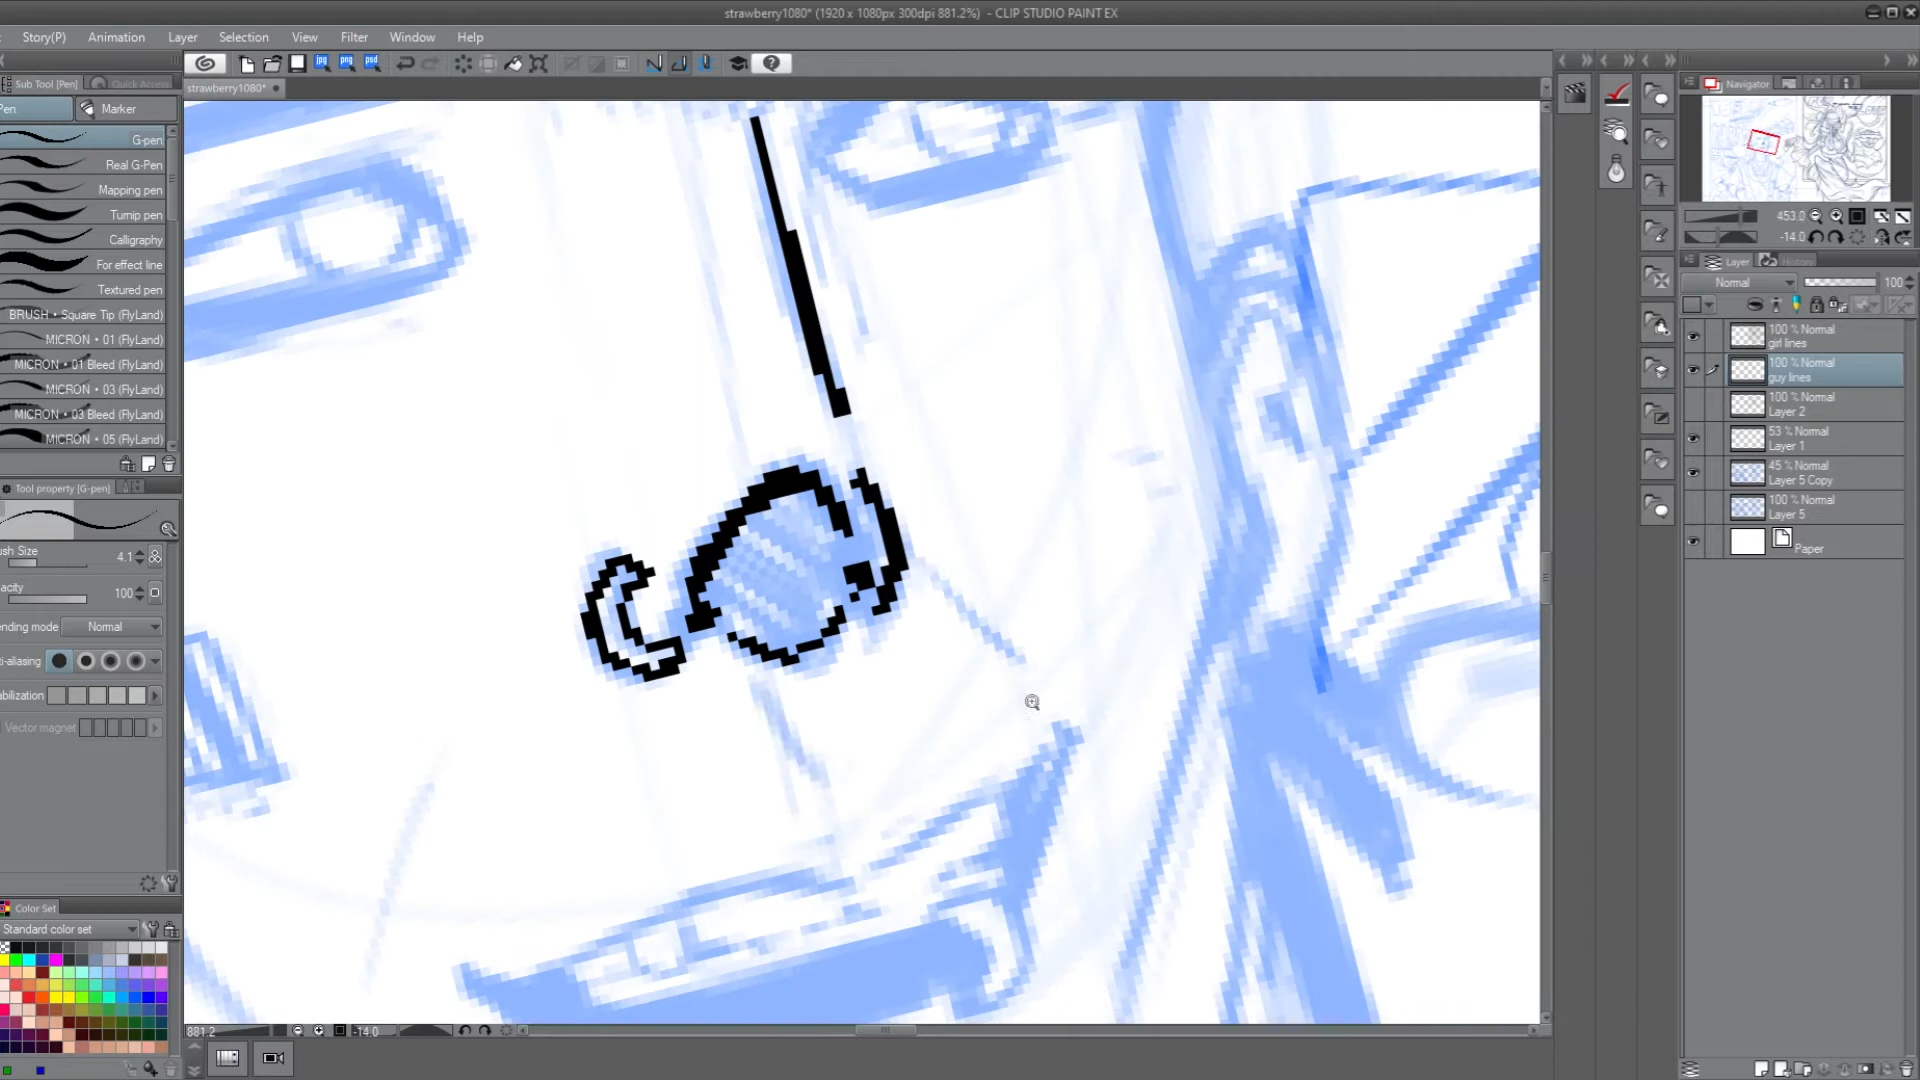 strawberry1080* (1920 x 1080px 300dpi 881.2%) - CLIP STUDIO PAINT EX
Story(P) Animation Layer Selection View Filter Window Help
jpg png psd
Sub Tool [Pen] Quick Access
strawberry1080*
Pen Marker
G-pen
Real G-Pen
Mapping pen
Turnip pen
Calligraphy
For effect line
Textured pen
BRUSH • Square Tip (FlyLand)
MICRON • 01 (FlyLand)
MICRON • 01 Bleed (FlyLand)
MICRON • 03 (FlyLand)
MICRON • 03 Bleed (FlyLand)
MICRON • 05 (FlyLand)
Tool property [G-pen]
ush Size 4.1
acity 100
ending mode Normal
ti-aliasing
abilization
Vector magnet
Color Set
Standard color set
881.2 -14.0
Navigator
453.0
-14.0
Layer History
Normal 100
100 % Normal
girl lines
100 % Normal
guy lines
100 % Normal
Layer 2
53 % Normal
Layer 1
45 % Normal
Layer 5 Copy
100 % Normal
Layer 5
Paper